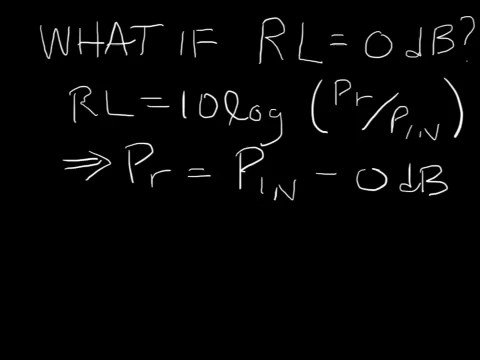 WHAT IF RL = 0 dB?
RL = 10 log (Pr/PIN)
⇒ Pr = PIN - 0 dB